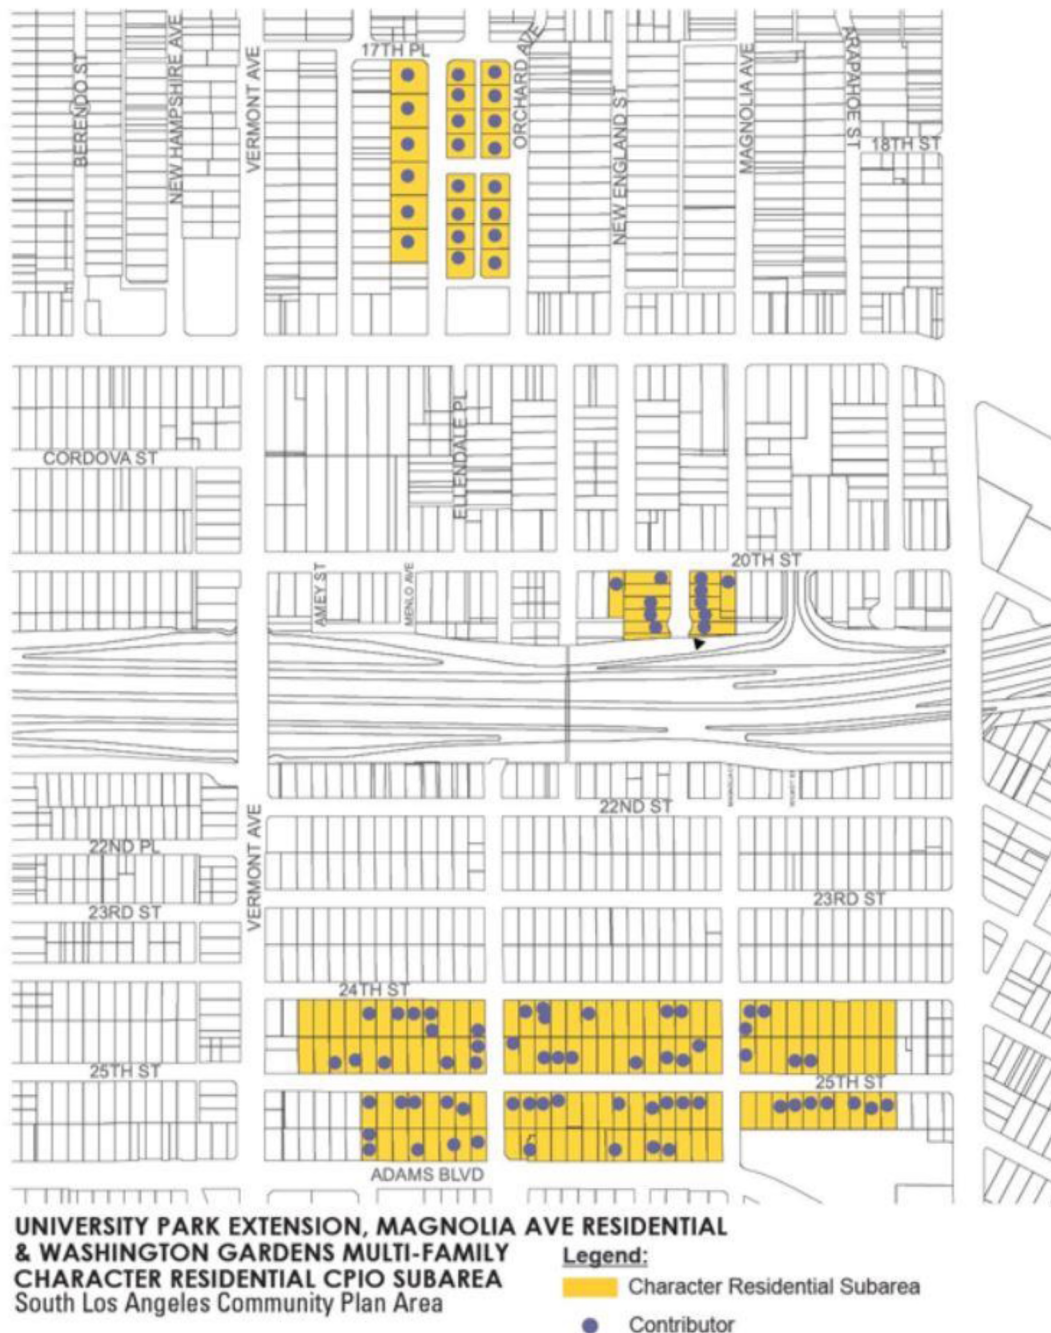 17TH PL
BERENDO ST
NEW HAMPSHIRE AVE
VERMONT AVE
ORCHARD AVE
NEW ENGLAND ST
MAGNOLIA AVE
ARAPAHOE ST
18TH ST
ELLENDALE PL
CORDOVA ST
20TH ST
AMEY ST
MENLO AVE
22ND ST
22ND PL
VERMONT AVE
23RD ST
23RD ST
24TH ST
25TH ST
25TH ST
ADAMS BLVD
UNIVERSITY PARK EXTENSION, MAGNOLIA AVE RESIDENTIAL
& WASHINGTON GARDENS MULTI-FAMILY
CHARACTER RESIDENTIAL CPIO SUBAREA
South Los Angeles Community Plan Area
Legend:
Character Residential Subarea
Contributor